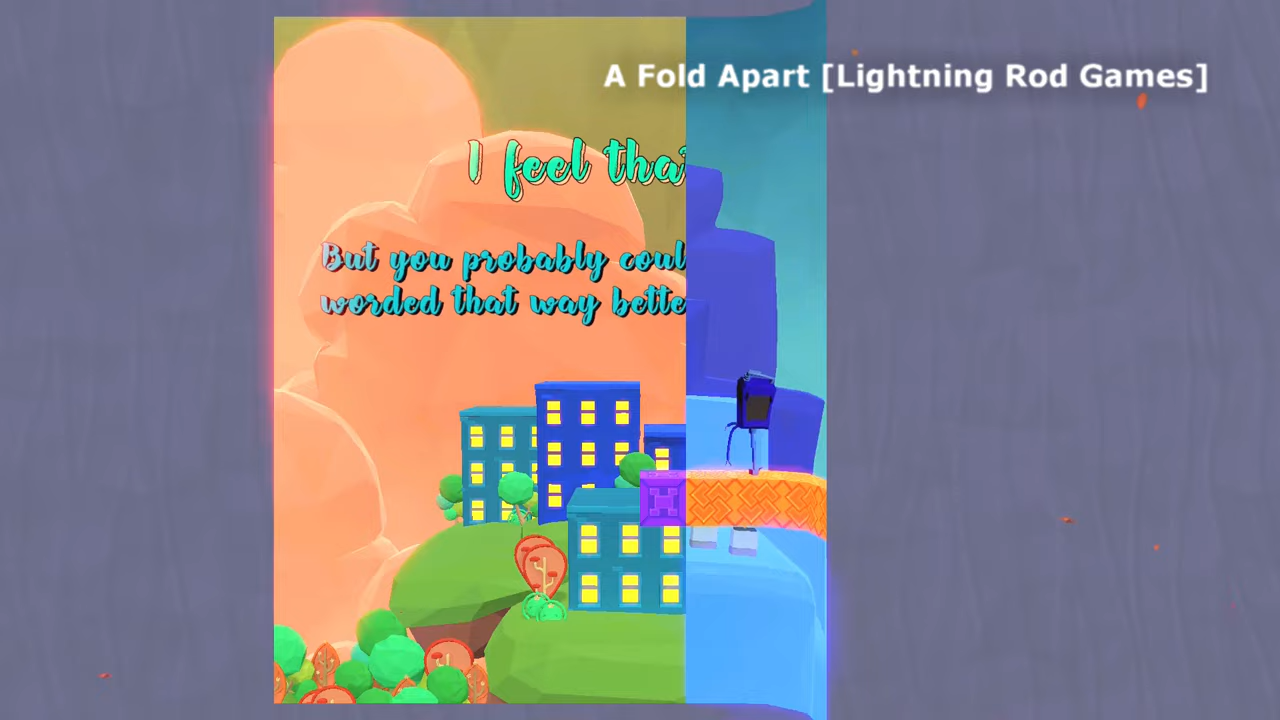 A Fold Apart [Lightning Rod Games]
I feel tha
But you probably coul
worded that way bette